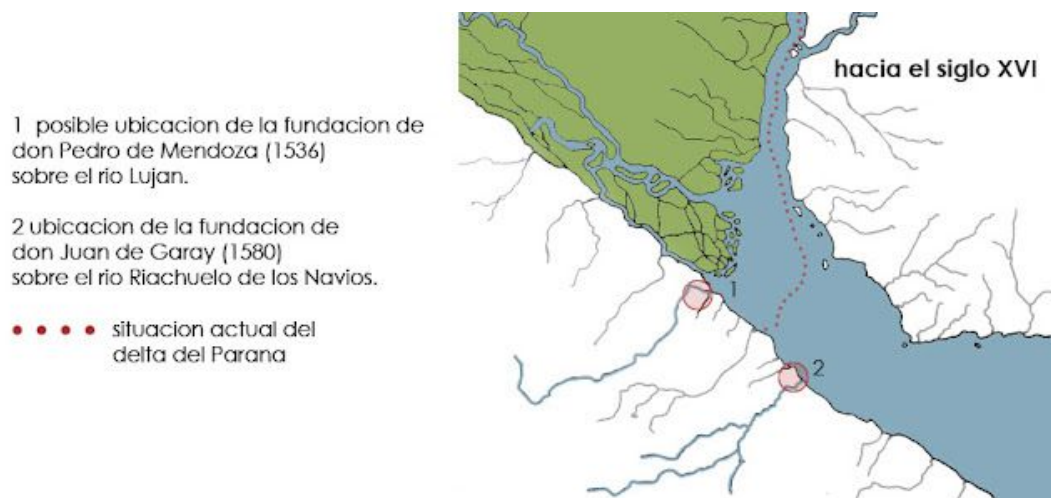 1 posible ubicacion de la fundacion de
don Pedro de Mendoza (1536)
sobre el rio Lujan.
2 ubicacion de la fundacion de
don Juan de Garay (1580)
sobre el rio Riachuelo de los Navios.
situacion actual del
delta del Parana
hacia el siglo XVI
1
2